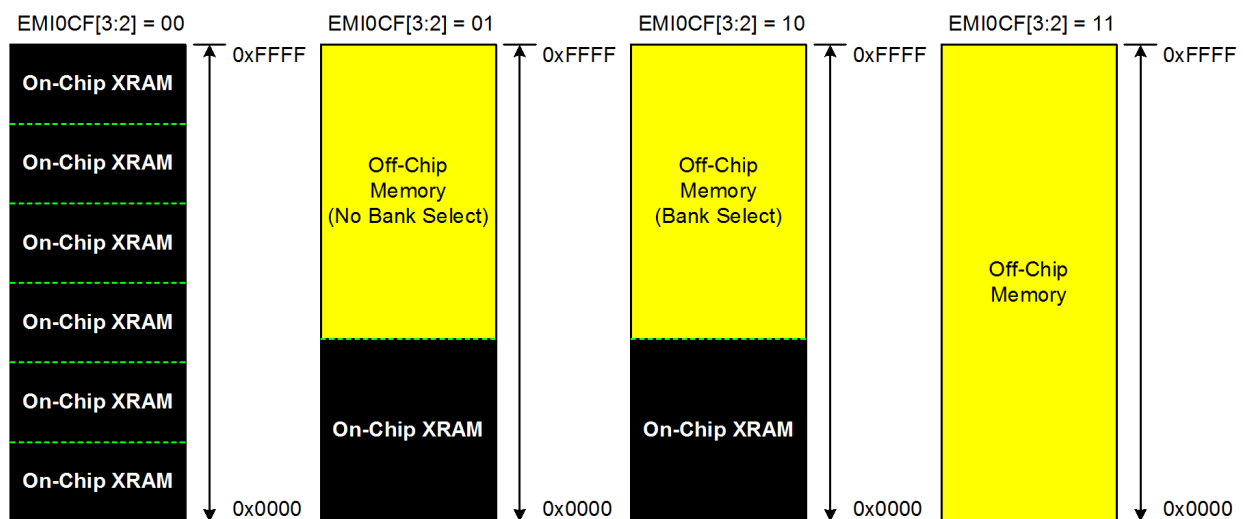 EMI0CF[3:2] = 00
EMI0CF[3:2] = 01
EMI0CF[3:2] = 10
EMI0CF[3:2] = 11
On-Chip XRAM
On-Chip XRAM
On-Chip XRAM
On-Chip XRAM
On-Chip XRAM
On-Chip XRAM
0xFFFF
0x0000
Off-Chip
Memory
(No Bank Select)
On-Chip XRAM
0xFFFF
0x0000
Off-Chip
Memory
(Bank Select)
On-Chip XRAM
0xFFFF
0x0000
Off-Chip
Memory
0xFFFF
0x0000